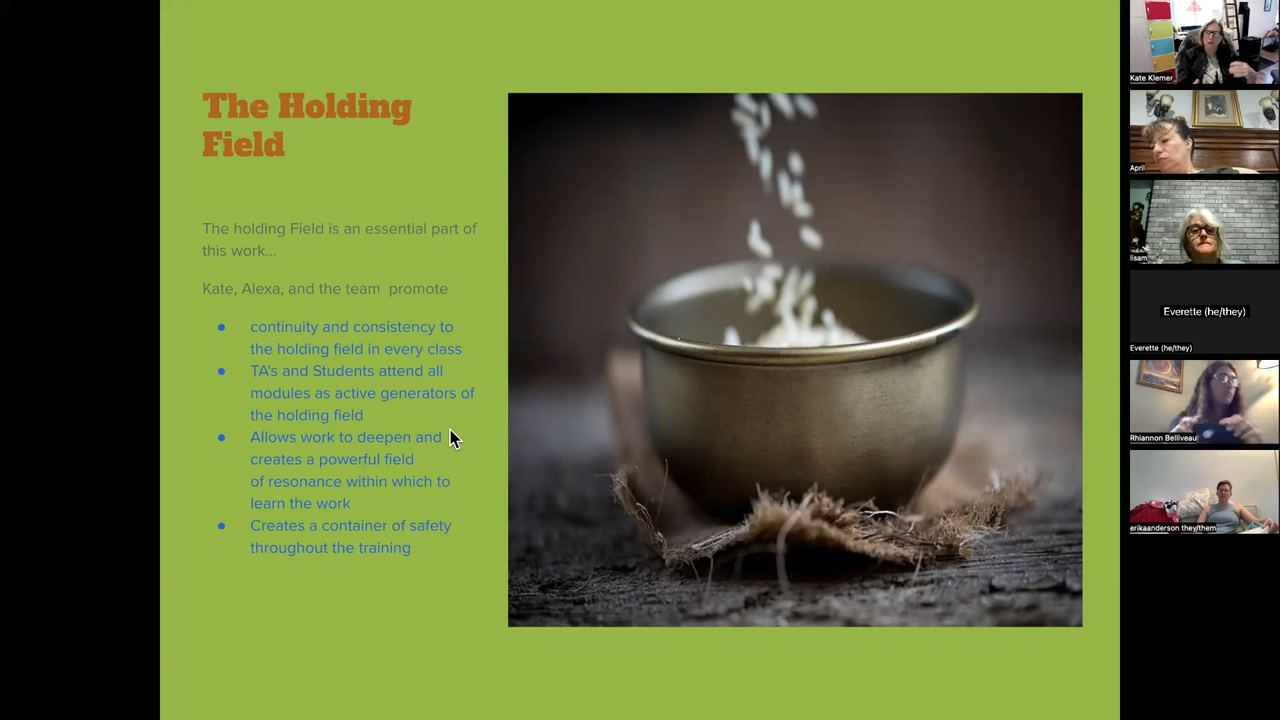 The Holding
Field
The holding Field is an essential part of
this work...
Kate, Alexa, and the team  promote
● continuity and consistency to
the holding field in every class
● TA's and Students attend all
modules as active generators of
the holding field
● Allows work to deepen and
creates a powerful field
of resonance within which to
learn the work
● Creates a container of safety
throughout the training
Kate Klemer
April
lisam
Everette (he/they)
Everette (he/they)
Rhiannon Belliveau
erikaanderson they/them